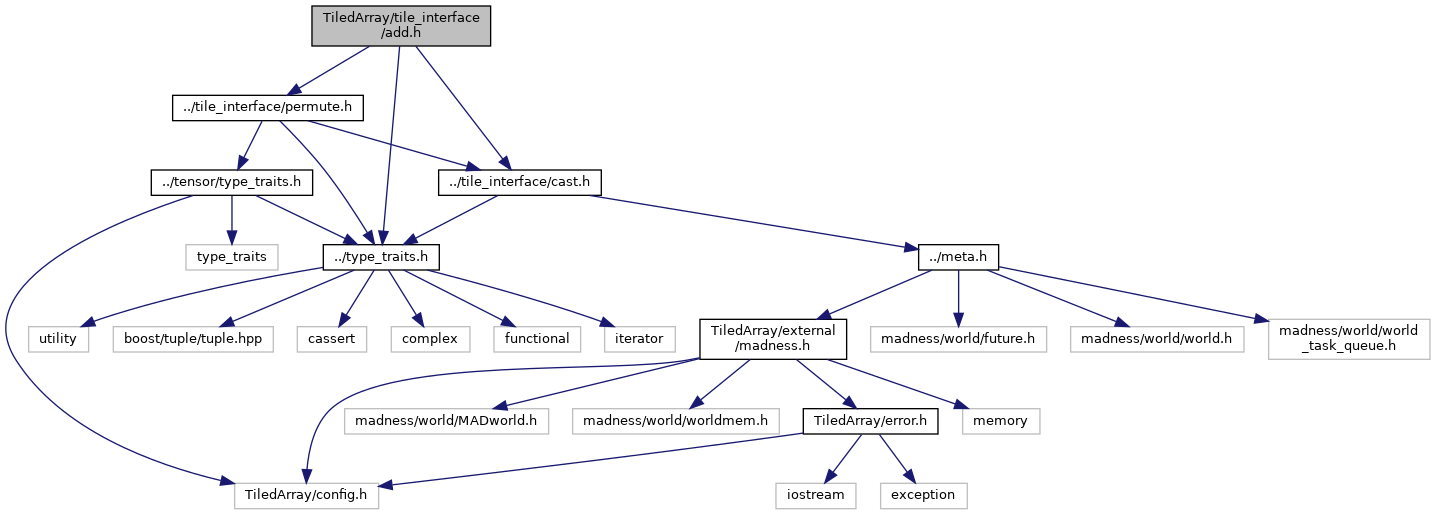 TiledArray/tile_interface
/add.h
../tile_interface/permute.h
../tensor/type_traits.h
../tile_interface/cast.h
type_traits
../type_traits.h
../meta.h
utility
boost/tuple/tuple.hpp
cassert
complex
functional
iterator
TiledArray/external
/madness.h
madness/world/future.h
madness/world/world.h
madness/world/world
_task_queue.h
madness/world/MADworld.h
madness/world/worldmem.h
TiledArray/error.h
memory
TiledArray/config.h
iostream
exception